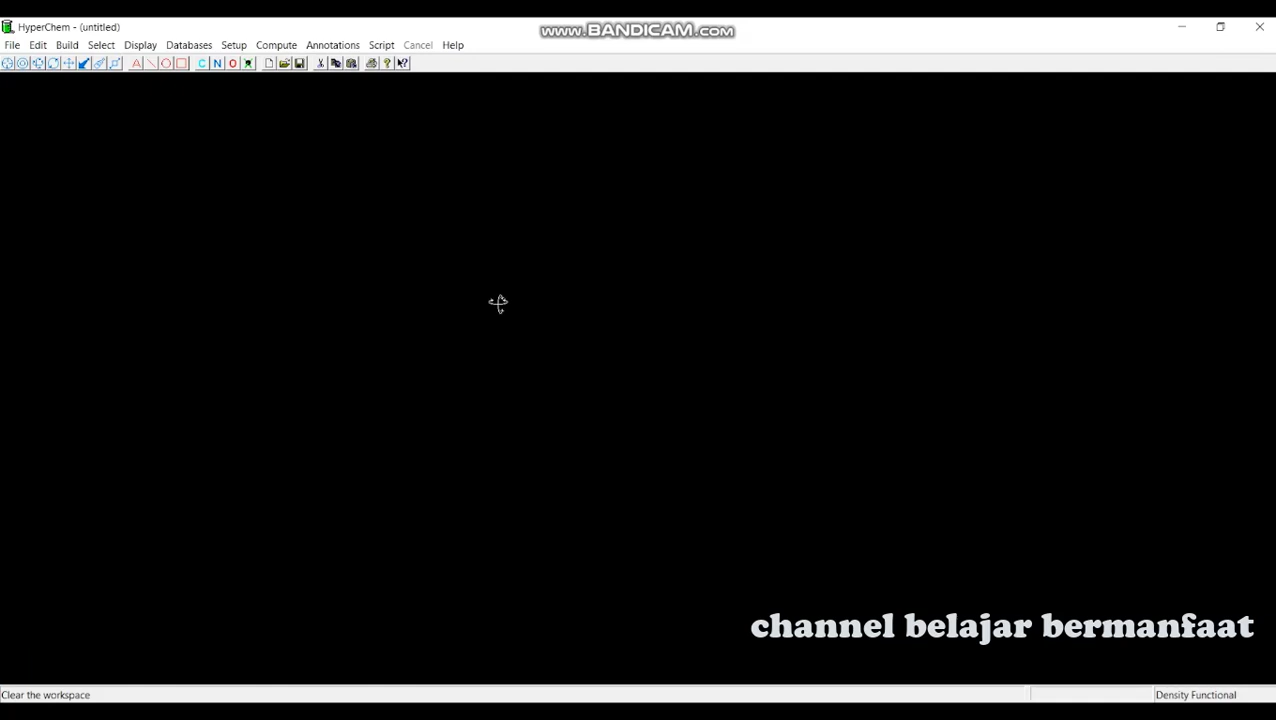 HyperChem - (untitled)
www.BANDICAM.com
File Edit Build Select Display Databases Setup Compute Annotations Script Cancel Help
A C N O ? ?
channel belajar bermanfaat
Clear the workspace
Density Functional